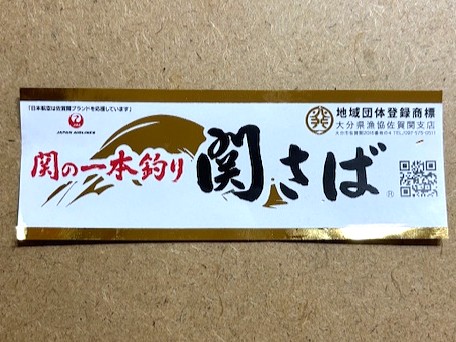 「日本航空は佐賀関ブランドを応援しています」
JAPAN AIRLINES
地域団体登録商標
大分県漁協佐賀関支店
関の一本釣り
関さば
®